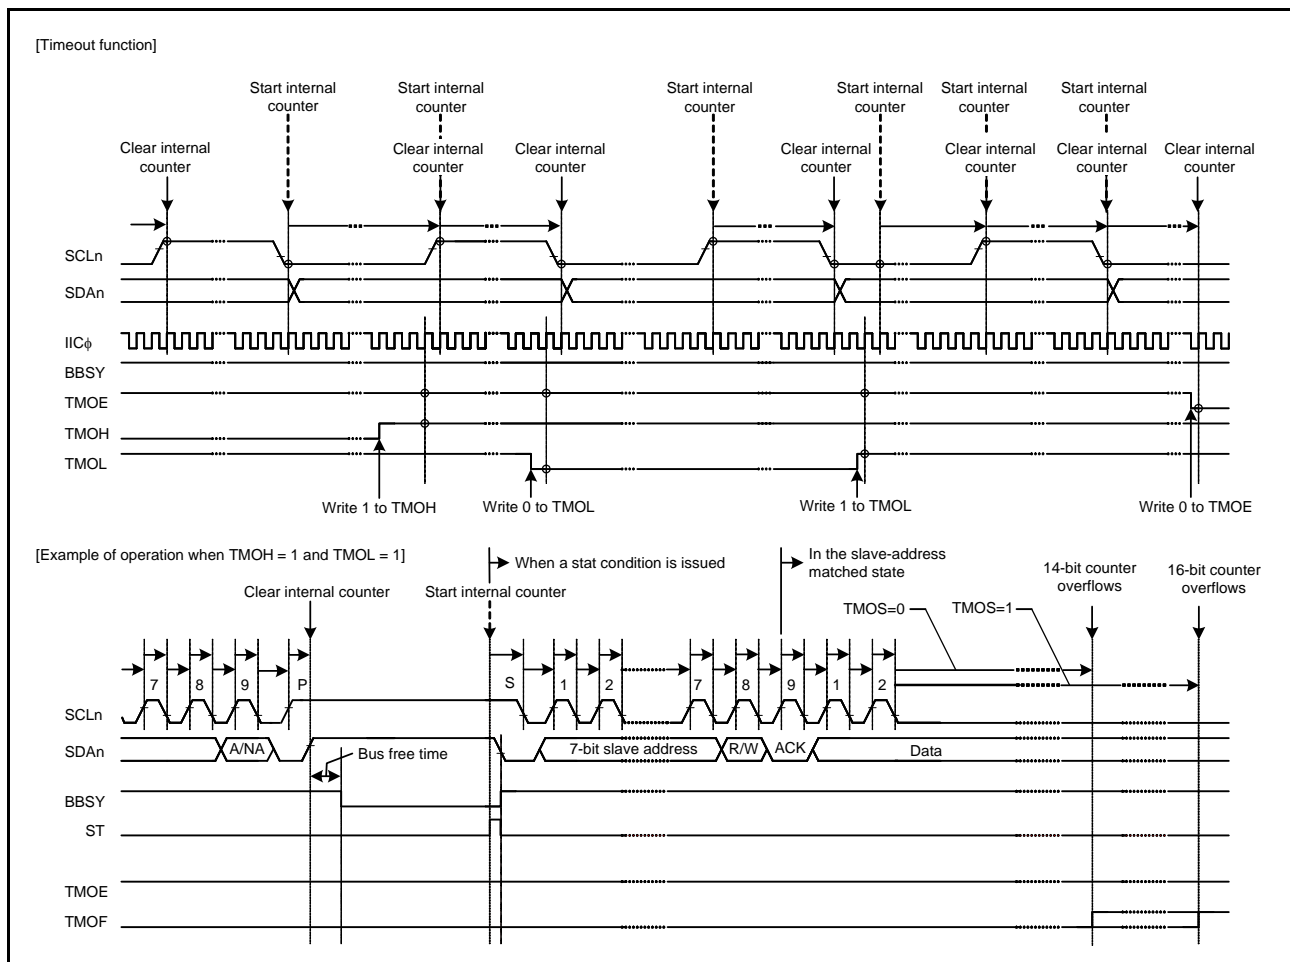 [Timeout function]
Start internal
counter
Start internal
counter
Start internal
counter
Start internal
counter
Start internal
counter
Start internal
counter
Clear internal
counter
Clear internal
counter
Clear internal
counter
Clear internal
counter
Clear internal
counter
Clear internal
counter
Clear internal
counter
SCLn
SDAn
IICϕ
BBSY
TMOE
TMOH
TMOL
Write 1 to TMOH
Write 0 to TMOL
Write 1 to TMOL
Write 0 to TMOE
[Example of operation when TMOH = 1 and TMOL = 1]
When a stat condition is issued
In the slave-address
matched state
14-bit counter
overflows
16-bit counter
overflows
Clear internal counter
Start internal counter
TMOS=0
TMOS=1
7 8 9 P S 1 2 7 8 9 1 2
SCLn
SDAn
A/NA
Bus free time
7-bit slave address
R/W
ACK
Data
BBSY
ST
TMOE
TMOF